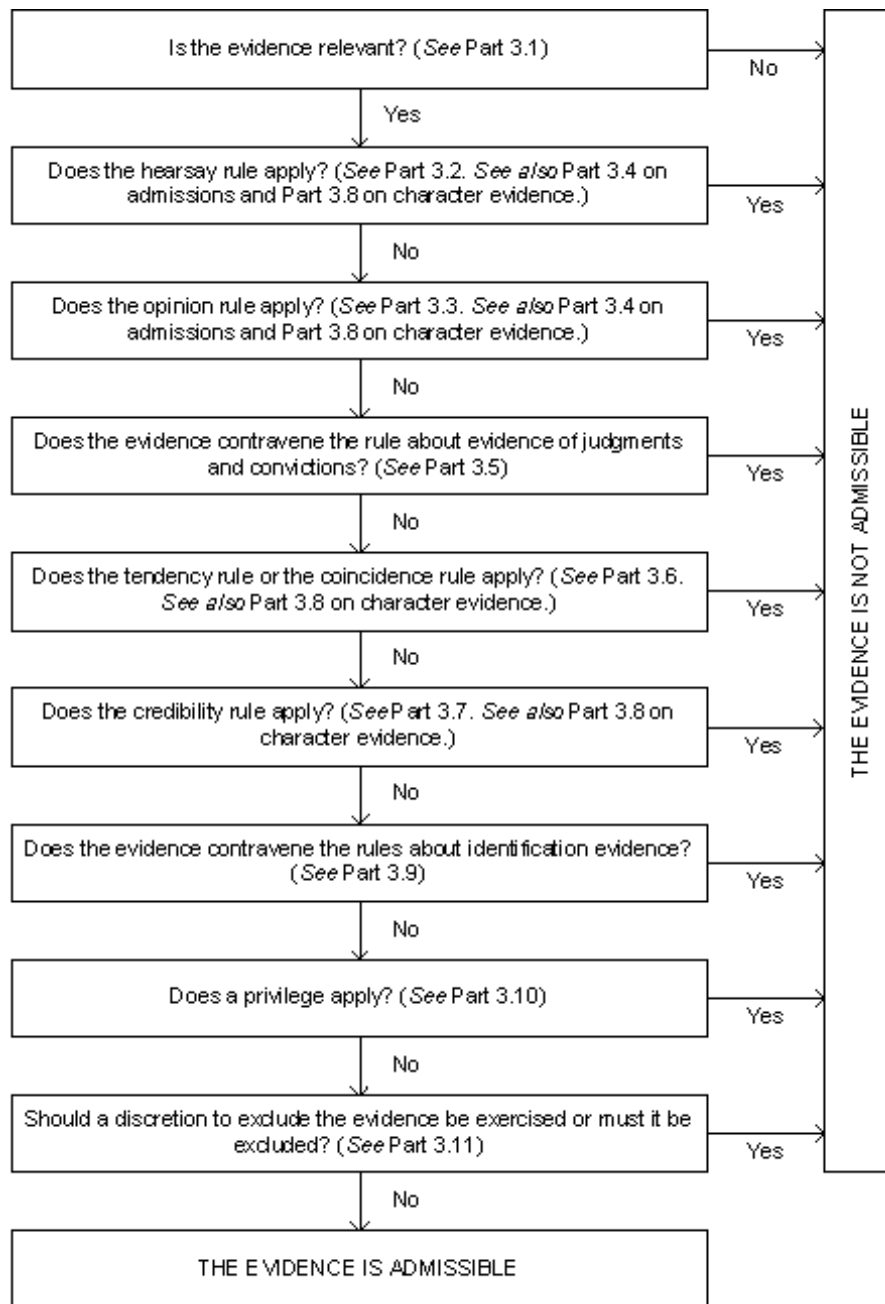 Is the evidence relevant? (See Part 3.1)
No
Yes
Does the hearsay rule apply? (See Part 3.2. See also Part 3.4 on
admissions and Part 3.8 on character evidence.)
Yes
No
Does the opinion rule apply? (See Part 3.3. See also Part 3.4 on
admissions and Part 3.8 on character evidence.)
Yes
No
Does the evidence contravene the rule about evidence of judgments
and convictions? (See Part 3.5)
Yes
No
Does the tendency rule or the coincidence rule apply? (See Part 3.6.
See also Part 3.8 on character evidence.)
Yes
No
Does the credibility rule apply? (See Part 3.7. See also Part 3.8 on
character evidence.)
Yes
No
Does the evidence contravene the rules about identification evidence?
(See Part 3.9)
Yes
No
Does a privilege apply? (See Part 3.10)
Yes
No
Should a discretion to exclude the evidence be exercised or must it be
excluded? (See Part 3.11)
Yes
No
THE EVIDENCE IS ADMISSIBLE
THE EVIDENCE IS NOT ADMISSIBLE